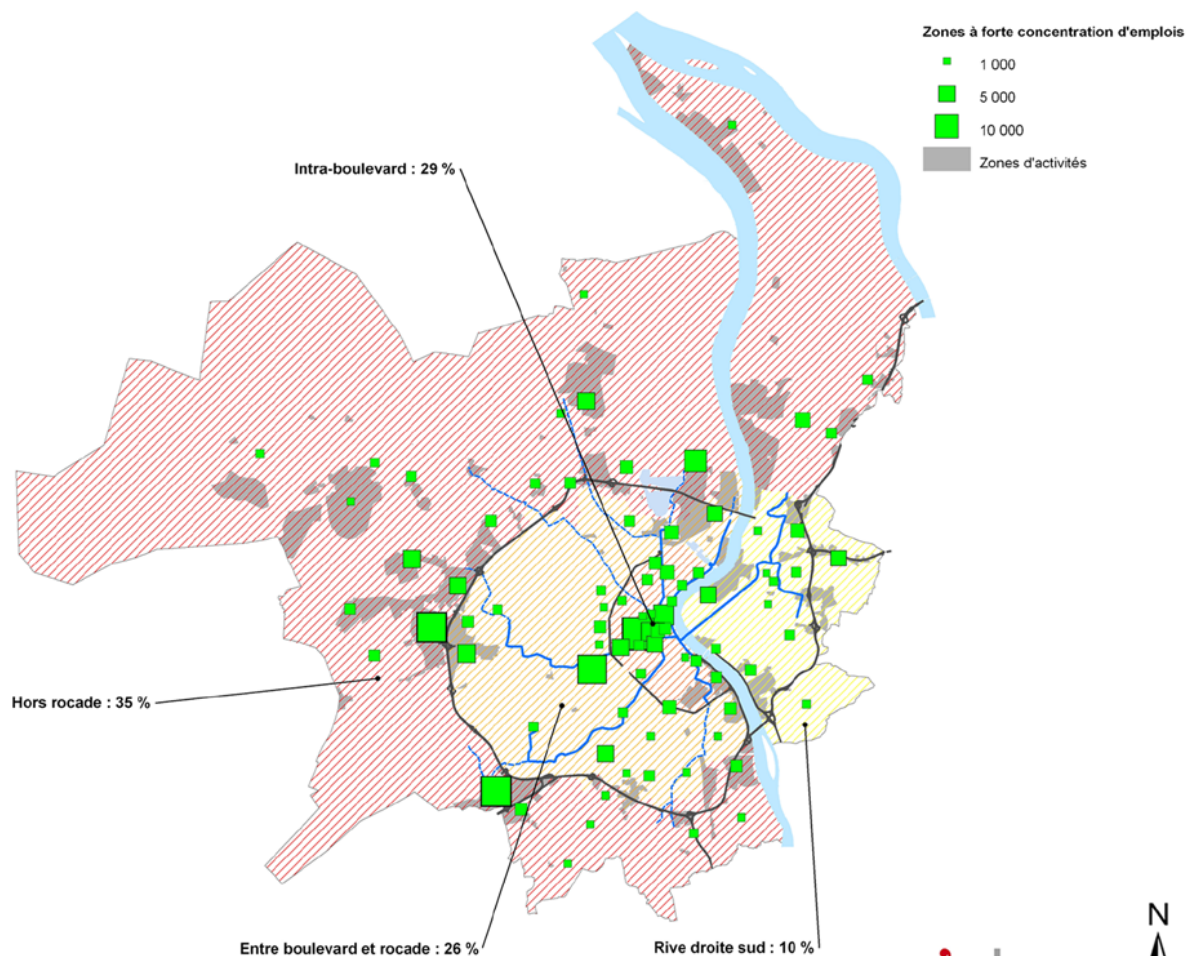 Zones à forte concentration d'emplois
1 000
5 000
10 000
Zones d'activités
Intra-boulevard : 29 %
Hors rocade : 35 %
Entre boulevard et rocade : 26 %
Rive droite sud : 10 %
N